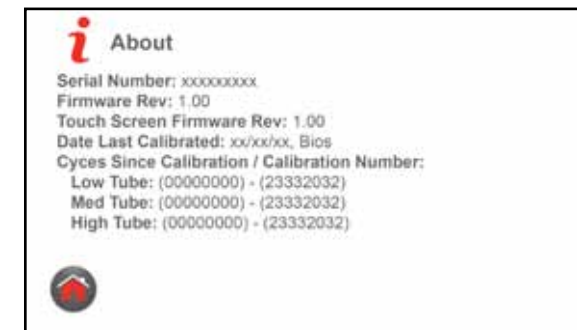 About
Serial Number: xxxxxxxxx
Firmware Rev: 1.00
Touch Screen Firmware Rev: 1.00
Date Last Calibrated: xx/xx/xx, Bios
Cyces Since Calibration / Calibration Number:
Low Tube: (00000000) - (23332032)
Med Tube: (00000000) - (23332032)
High Tube: (00000000) - (23332032)